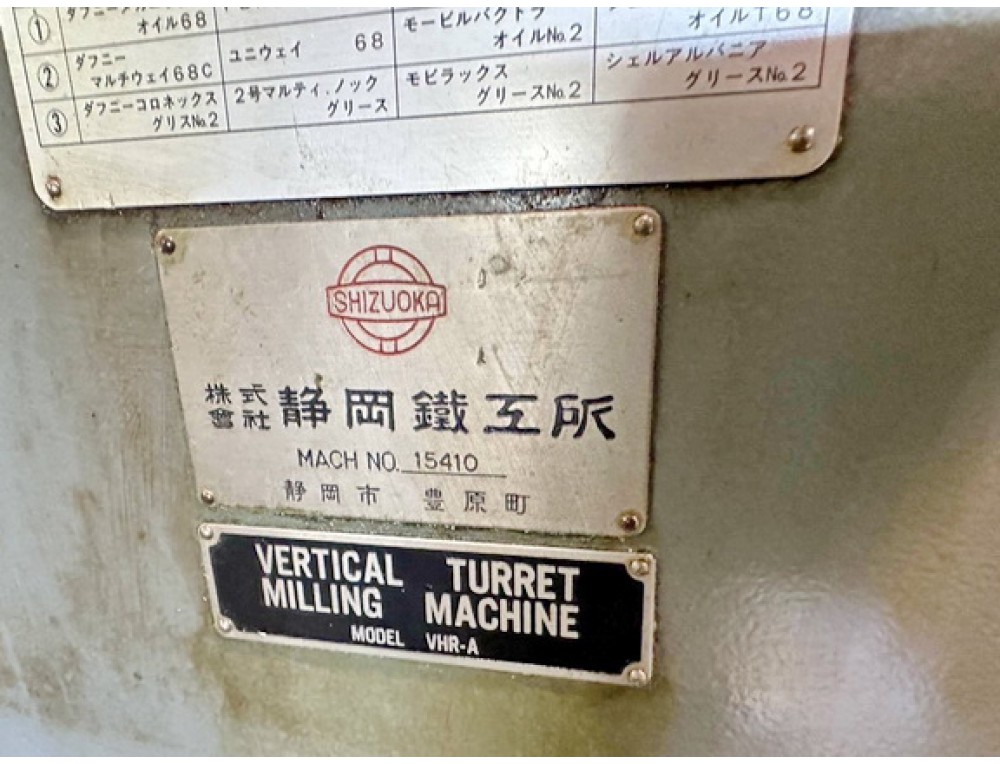 ① オイル68 モービルバクトラ オイルT68
オイルNo.2
② ダフニー ユニウェイ 68 モビラックス シェルアルバニア
マルチウェイ68C グリースNo.2 グリースNo.2
③ ダフニーコロネックス 2号マルティ.ノック
グリスNo.2 グリース
SHIZUOKA
株式會社 静岡鐵工所
MACH NO. 15410
静岡市 豊原町
VERTICAL TURRET
MILLING MACHINE
MODEL VHR-A